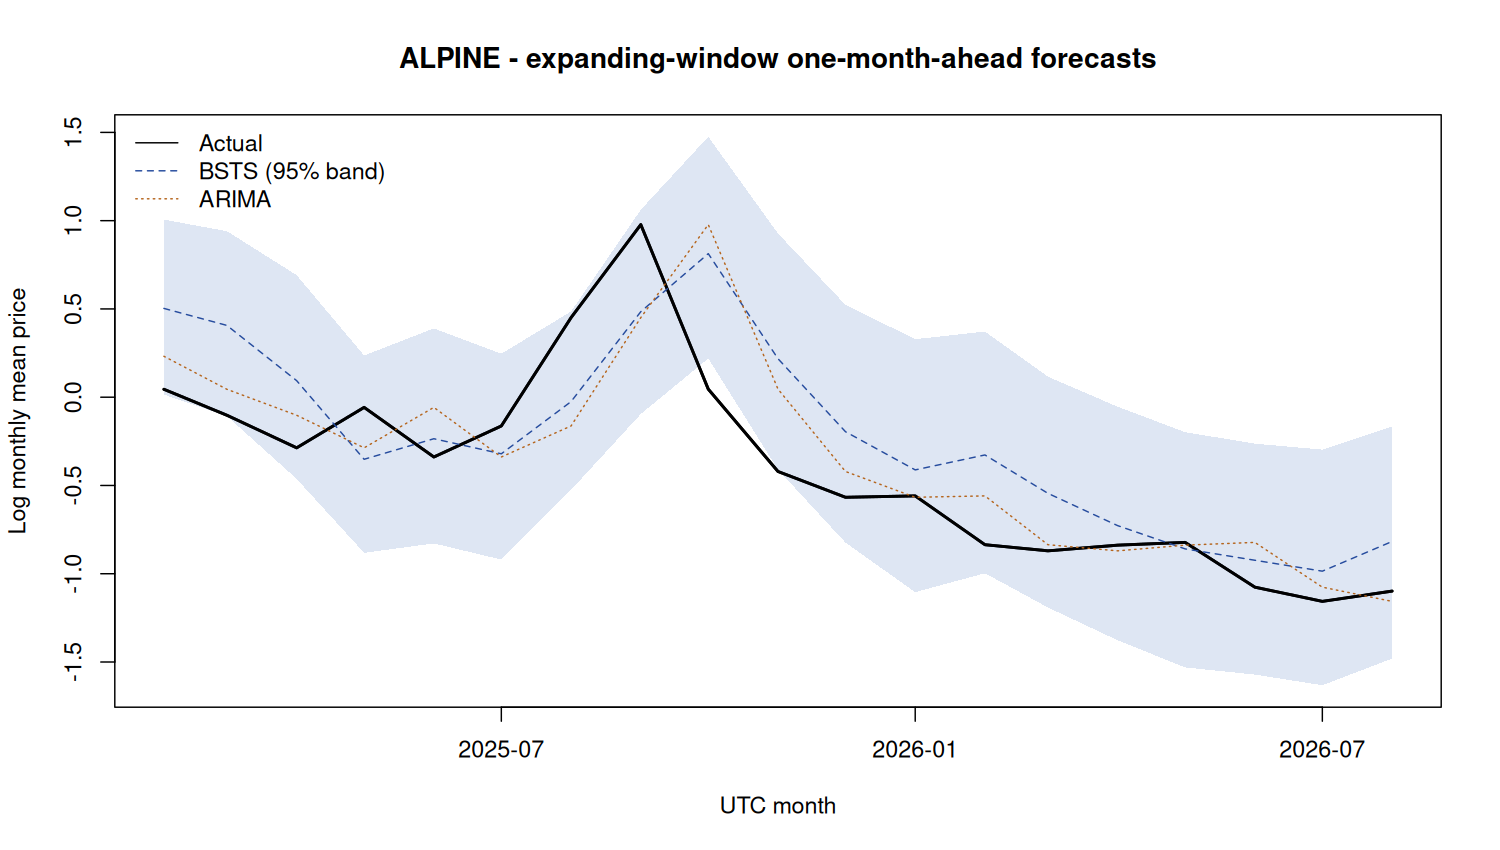 ALPINE - expanding-window one-month-ahead forecasts
Actual
BSTS (95% band)
ARIMA
Log monthly mean price
1.5
1.0
0.5
0.0
-0.5
-1.0
-1.5
2025-07
2026-01
2026-07
UTC month